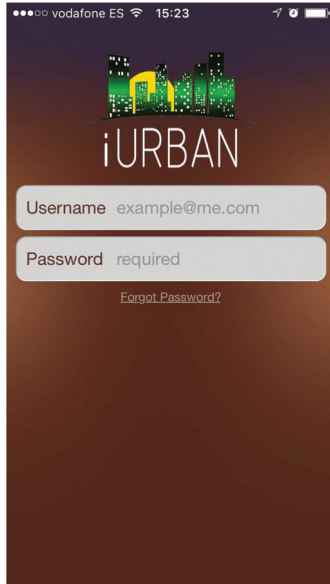 vodafone ES 15:23
iURBAN
Username example@me.com
Password required
Forgot Password?